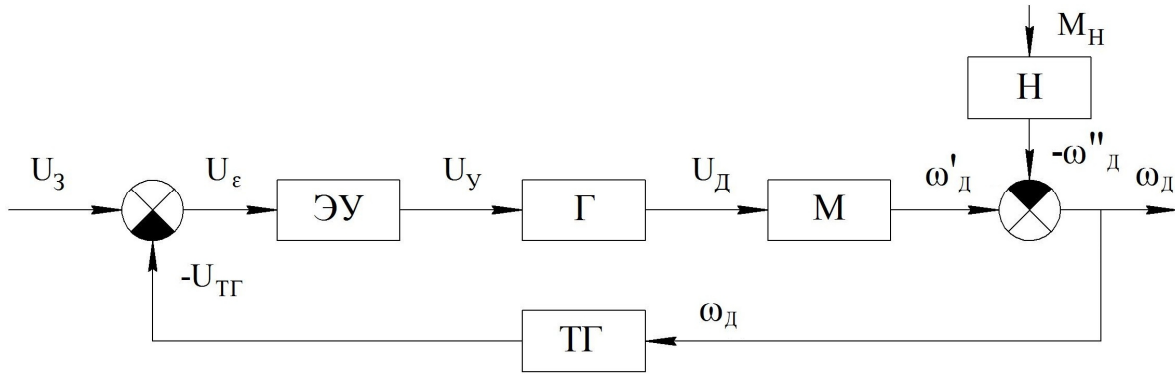 M_Н
Н
U_З
U_ε
ЭУ
U_У
Г
U_Д
М
ω'_Д
-ω''_Д
ω_Д
-U_ТГ
ТГ
ω_Д